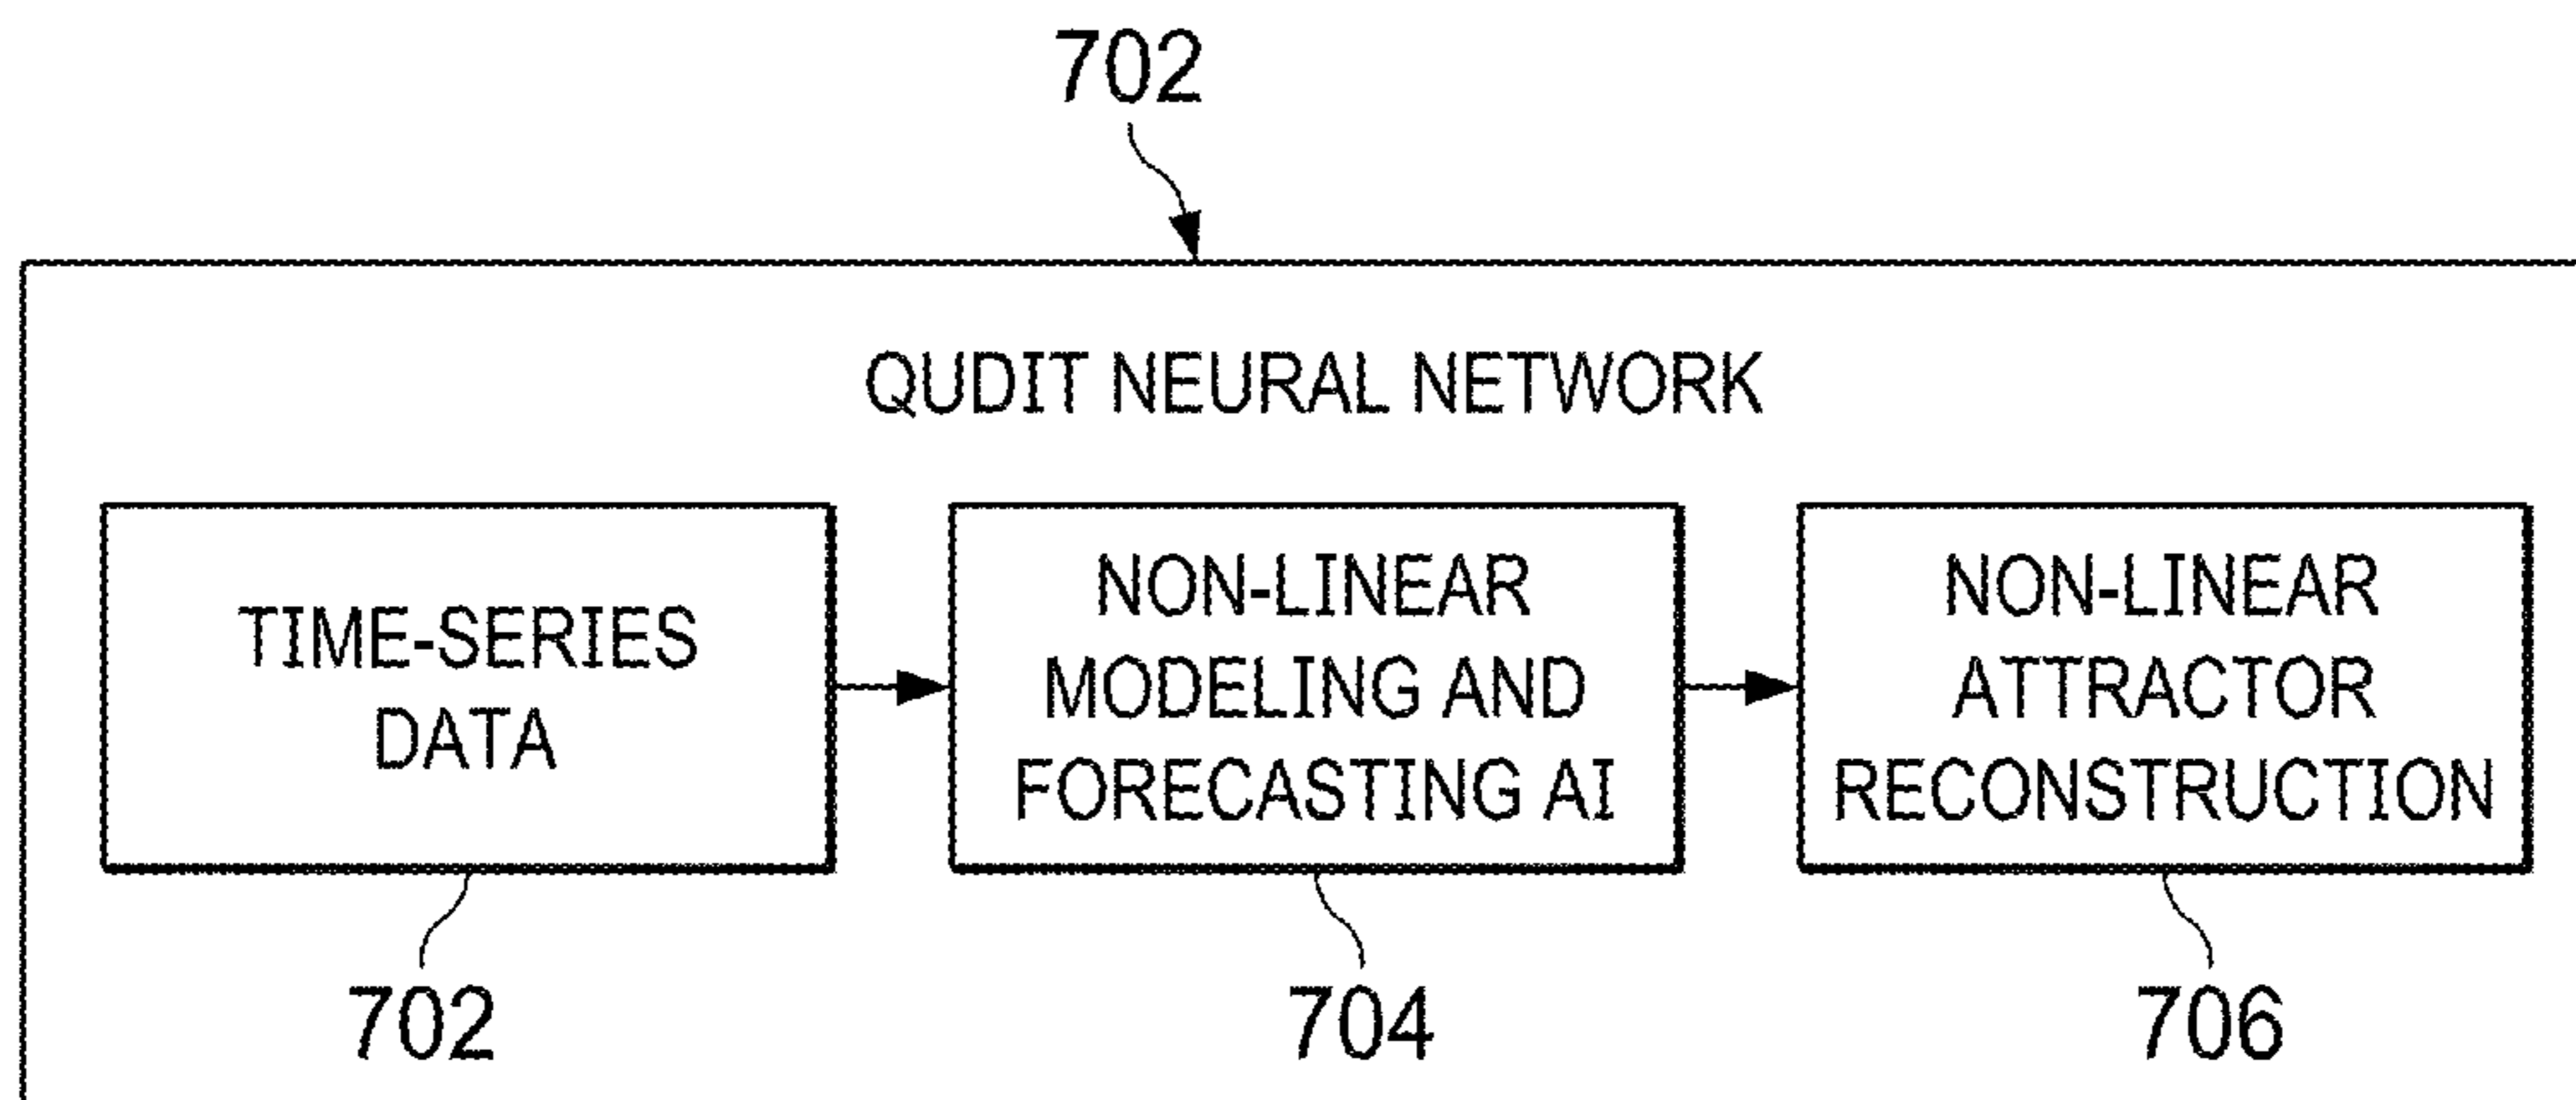 702
QUDIT NEURAL NETWORK
TIME-SERIES
DATA
NON-LINEAR
MODELING AND
FORECASTING AI
NON-LINEAR
ATTRACTOR
RECONSTRUCTION
702
704
706